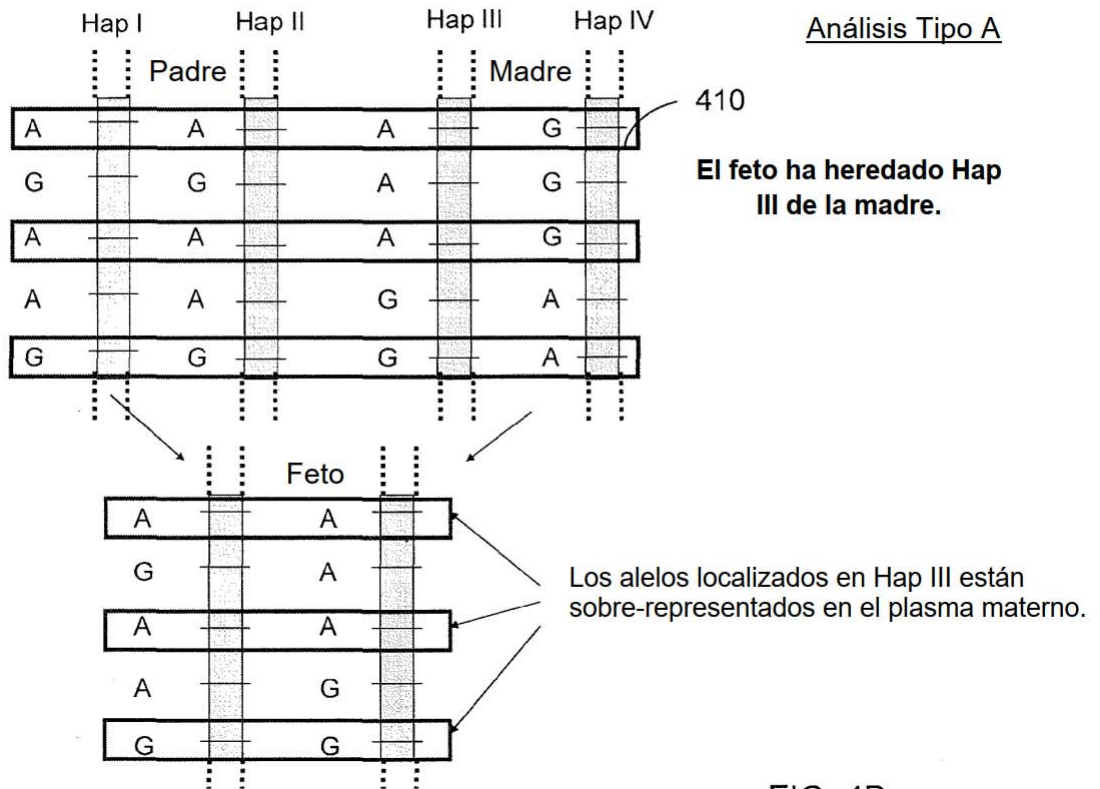 Hap I Hap II Hap III Hap IV
Análisis Tipo A
Padre Madre
410
A A A G
G G A G
El feto ha heredado Hap
III de la madre.
A A A G
A A G A
G G G A
Feto
A A
G A
Los alelos localizados en Hap III están
sobre-representados en el plasma materno.
A A
A G
G G